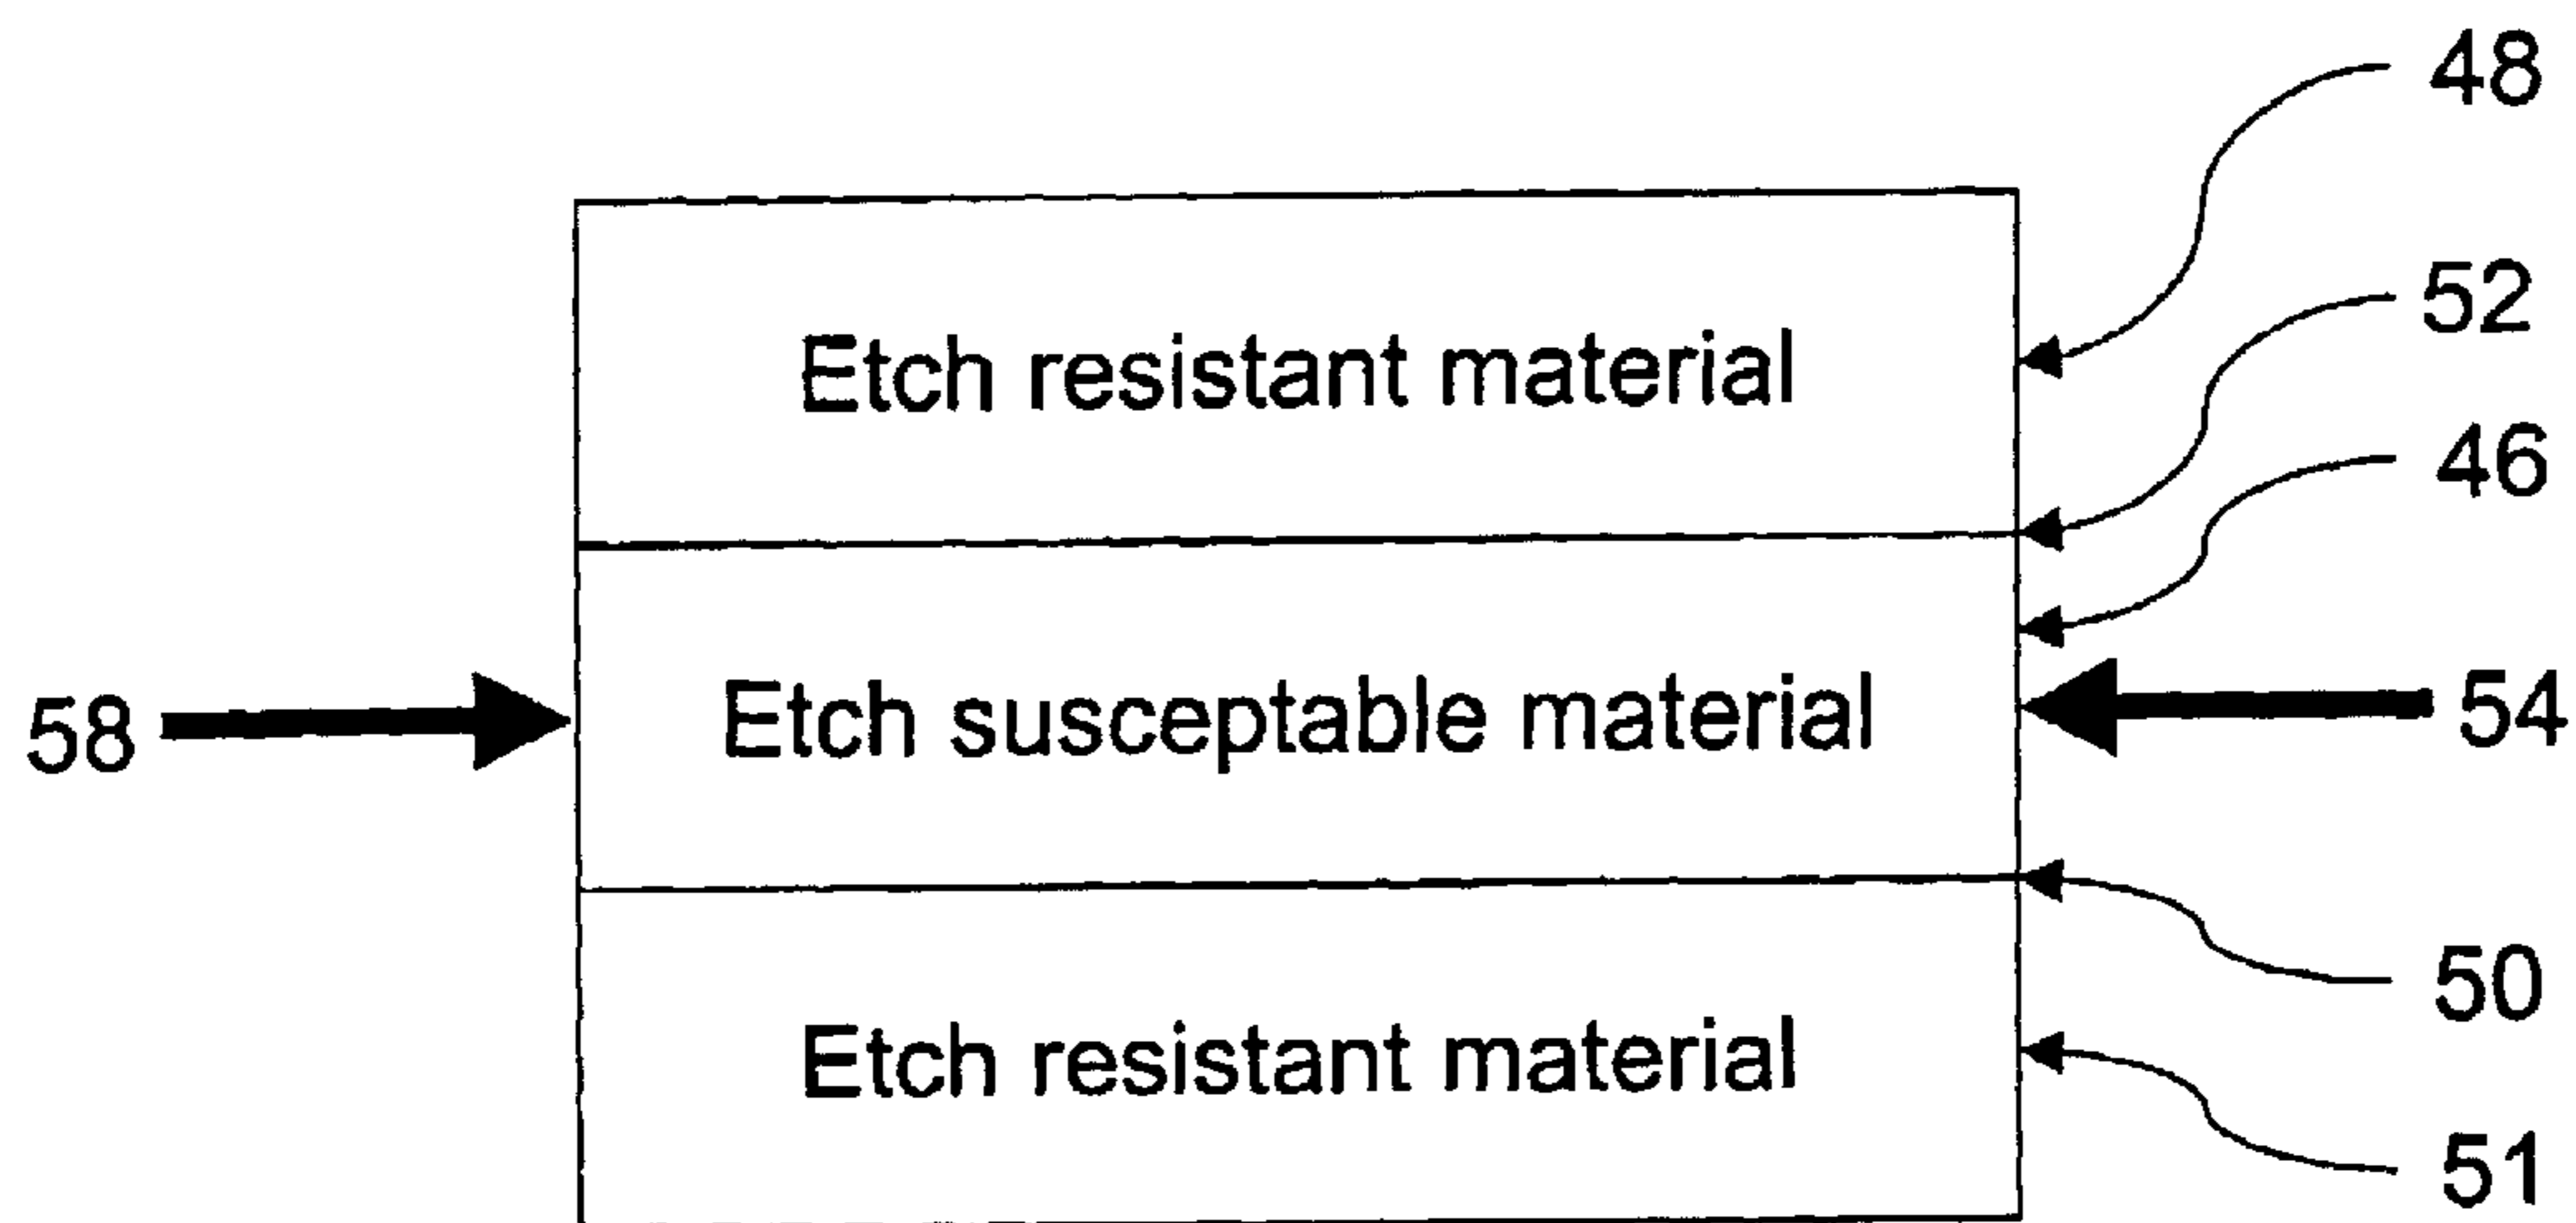 48
Etch resistant material
52
46
58
Etch susceptable material
54
50
Etch resistant material
51